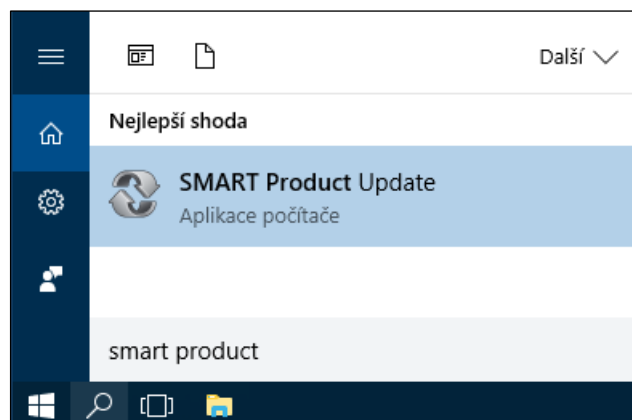 Další
Nejlepší shoda
SMART Product Update
Aplikace počítače
smart product